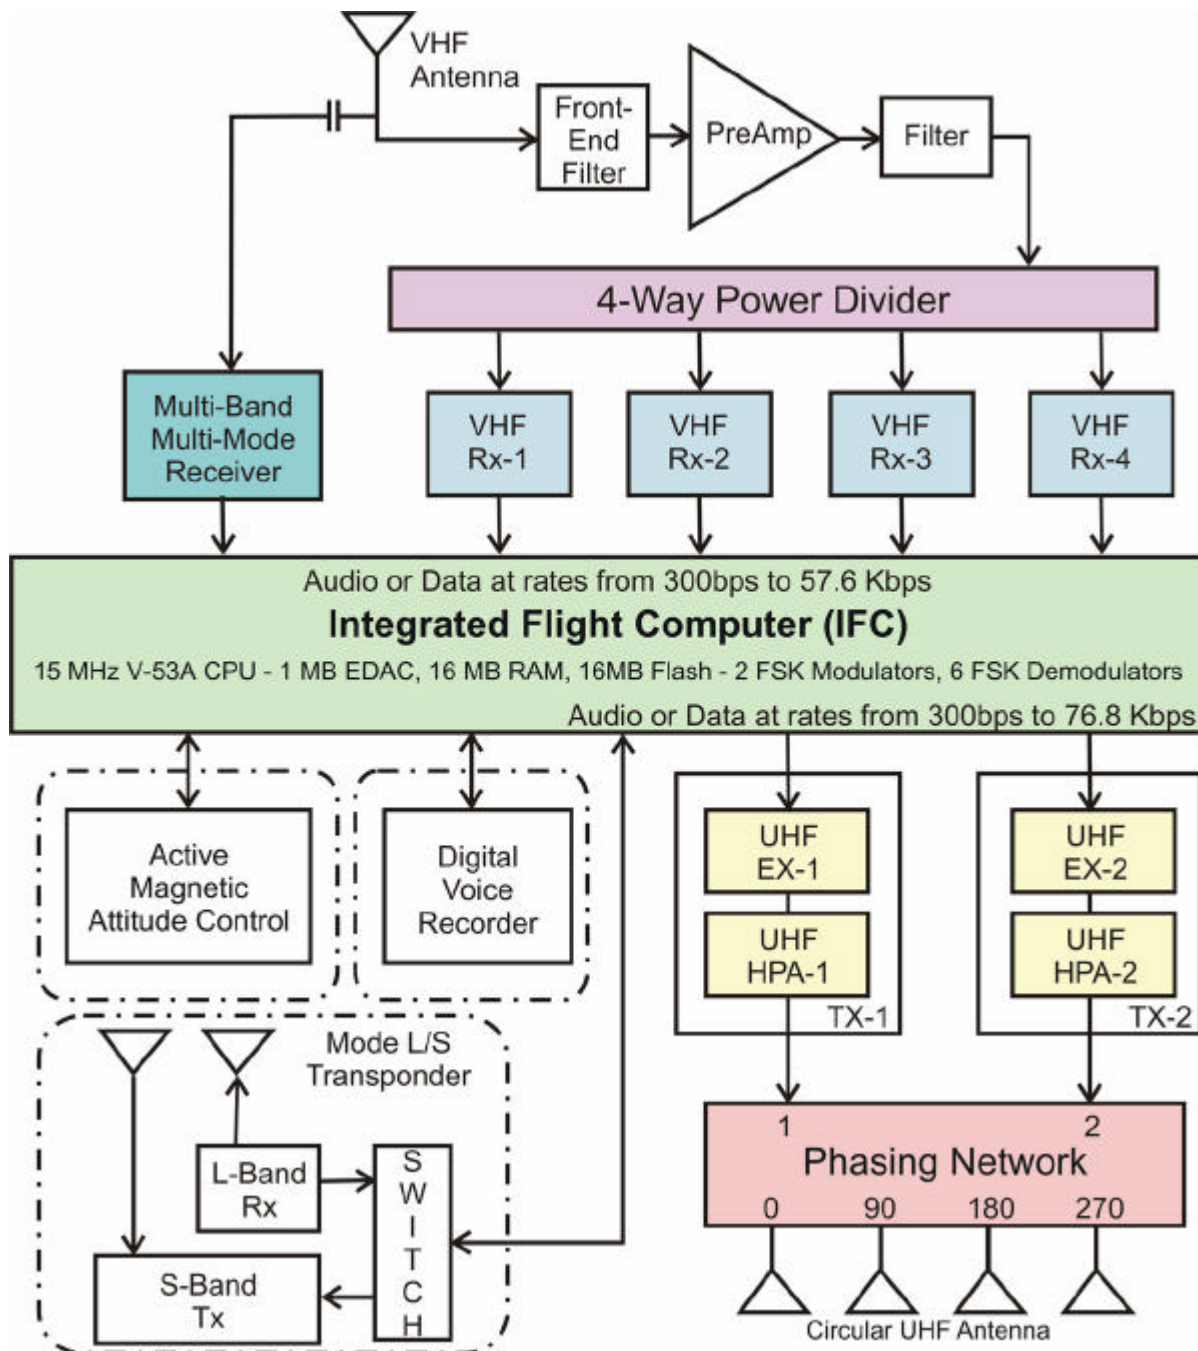 VHF
Antenna
Front-
End
Filter
PreAmp
Filter
4-Way Power Divider
Multi-Band
Multi-Mode
Receiver
VHF
Rx-1
VHF
Rx-2
VHF
Rx-3
VHF
Rx-4
Audio or Data at rates from 300bps to 57.6 Kbps
Integrated Flight Computer (IFC)
15 MHz V-53A CPU - 1 MB EDAC, 16 MB RAM, 16MB Flash - 2 FSK Modulators, 6 FSK Demodulators
Audio or Data at rates from 300bps to 76.8 Kbps
Active
Magnetic
Attitude Control
Digital
Voice
Recorder
UHF
EX-1
UHF
HPA-1
TX-1
UHF
EX-2
UHF
HPA-2
TX-2
Mode L/S
Transponder
L-Band
Rx
S
W
I
T
C
H
S-Band
Tx
1 2
Phasing Network
0 90 180 270
Circular UHF Antenna